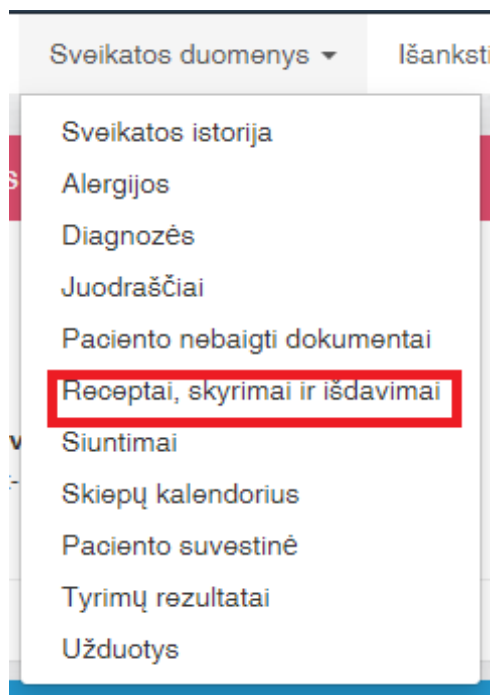 Sveikatos duomenys
Sveikatos istorija
Alergijos
Diagnozės
Juodraščiai
Paciento nebaigti dokumentai
Receptai, skyrimai ir išdavimai
Siuntimai
Skiepų kalendorius
Paciento suvestinė
Tyrimų rezultatai
Užduotys